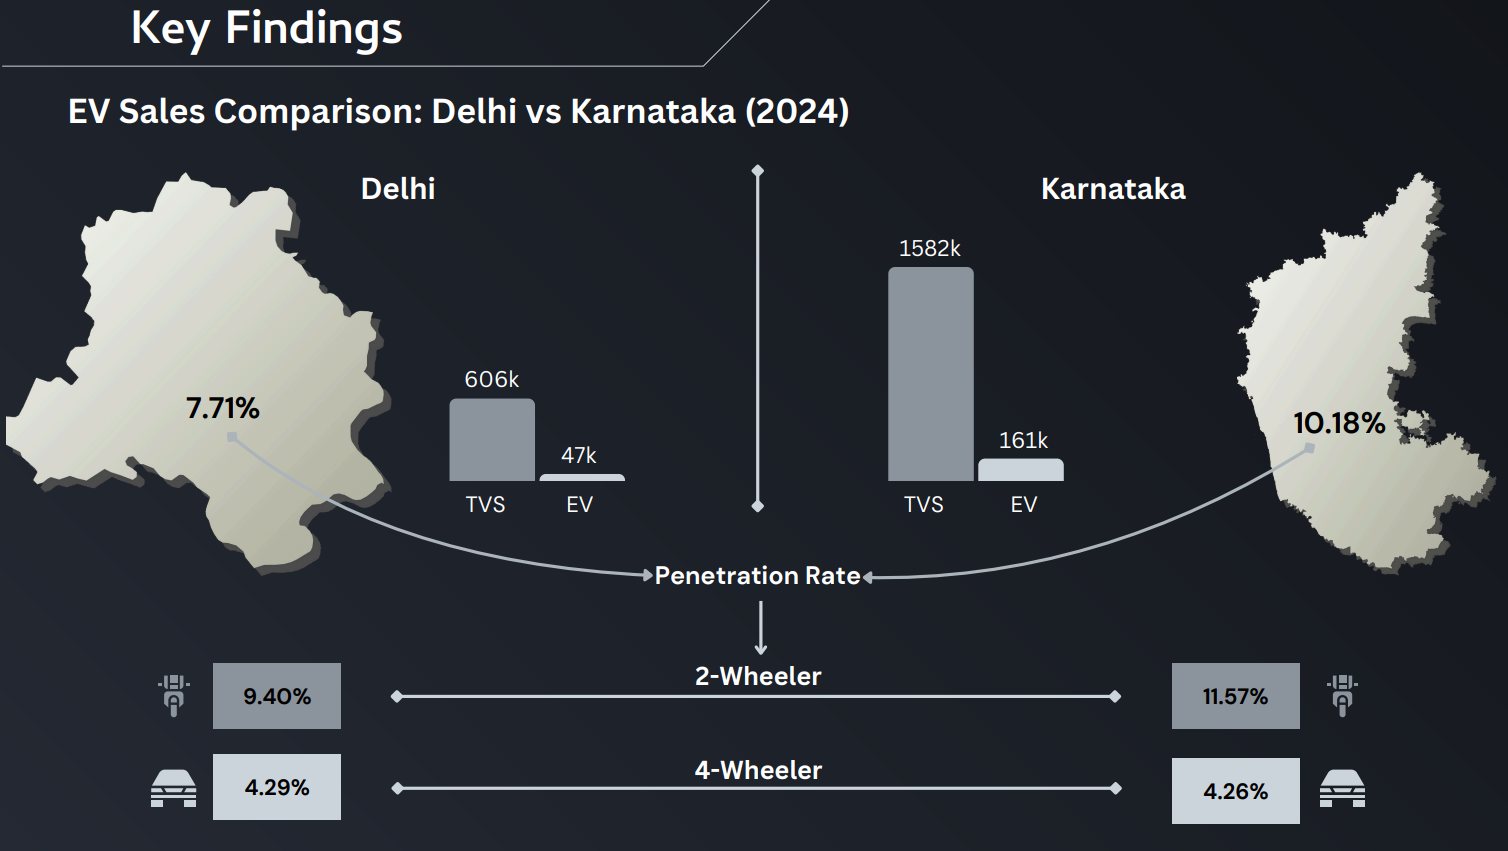 Key Findings
EV Sales Comparison: Delhi vs Karnataka (2024)
Delhi
Karnataka
7.71%
606k
47k
TVS
EV
1582k
161k
TVS
EV
10.18%
Penetration Rate
2-Wheeler
9.40%
11.57%
4-Wheeler
4.29%
4.26%